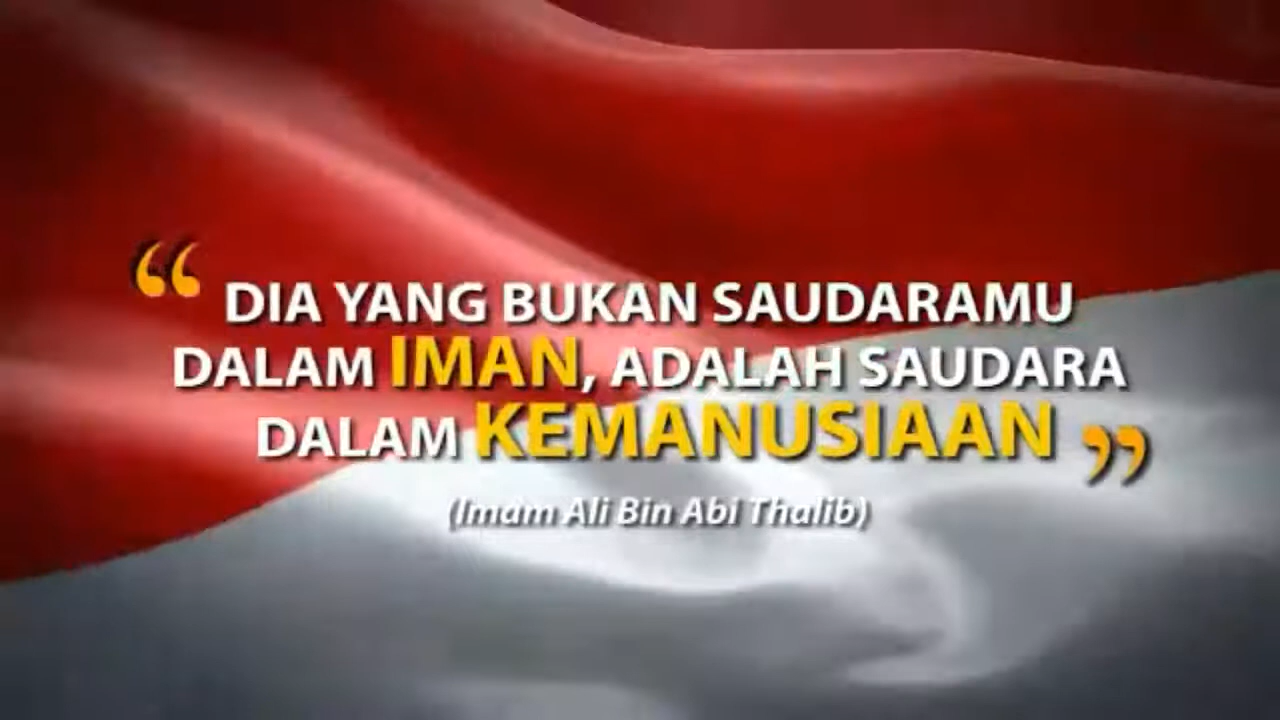 “ DIA YANG BUKAN SAUDARAMU
DALAM IMAN, ADALAH SAUDARA
DALAM KEMANUSIAAN ”
(Imam Ali Bin Abi Thalib)